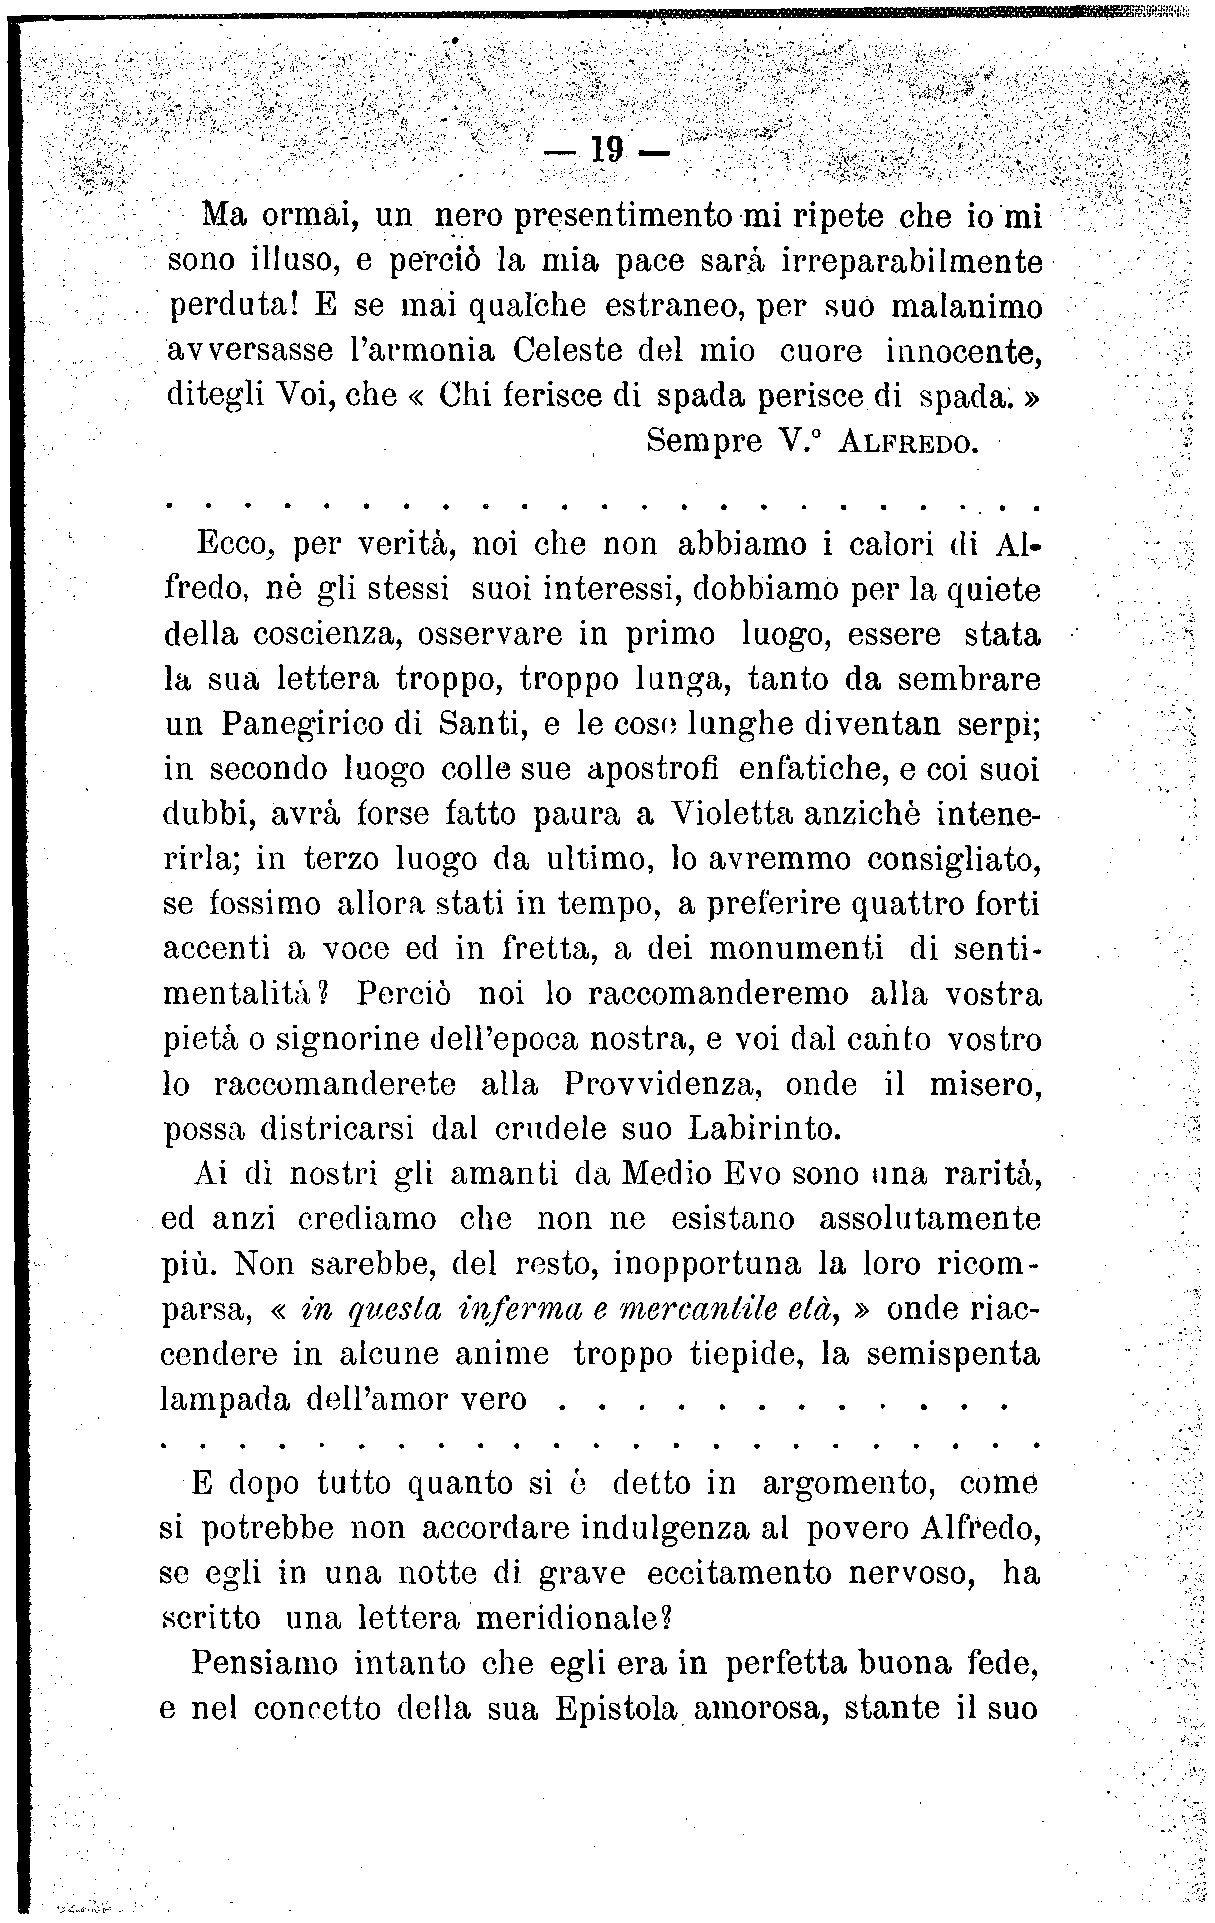 — 19 —
Ma ormai, un nero presentimento mi ripete che io mi
sono illuso, e perciò la mia pace sarà irreparabilmente
perduta! E se mai qualche estraneo, per suo malanimo
avversasse l'armonia Celeste del mio cuore innocente,
ditegli Voi, che « Chi ferisce di spada perisce di spada. »
Sempre V.° ALFREDO.
. . . . . . . . . . . . . . . . . . . . . . .
Ecco, per verità, noi che non abbiamo i calori di Al-
fredo, nè gli stessi suoi interessi, dobbiamo per la quiete
della coscienza, osservare in primo luogo, essere stata
la sua lettera troppo, troppo lunga, tanto da sembrare
un Panegirico di Santi, e le cose lunghe diventan serpi;
in secondo luogo colle sue apostrofi enfatiche, e coi suoi
dubbi, avrà forse fatto paura a Violetta anzichè intene-
rirla; in terzo luogo da ultimo, lo avremmo consigliato,
se fossimo allora stati in tempo, a preferire quattro forti
accenti a voce ed in fretta, a dei monumenti di senti-
mentalità? Perciò noi lo raccomanderemo alla vostra
pietà o signorine dell'epoca nostra, e voi dal canto vostro
lo raccomanderete alla Provvidenza, onde il misero,
possa districarsi dal crudele suo Labirinto.
Ai dì nostri gli amanti da Medio Evo sono una rarità,
ed anzi crediamo che non ne esistano assolutamente
più. Non sarebbe, del resto, inopportuna la loro ricom-
parsa, « in questa inferma e mercantile età, » onde riac-
cendere in alcune anime troppo tiepide, la semispenta
lampada dell'amor vero . . . . . . . . . . . .
. . . . . . . . . . . . . . . . . . . . . . .
E dopo tutto quanto si è detto in argomento, come
si potrebbe non accordare indulgenza al povero Alfredo,
se egli in una notte di grave eccitamento nervoso, ha
scritto una lettera meridionale?
Pensiamo intanto che egli era in perfetta buona fede,
e nel concetto della sua Epistola amorosa, stante il suo